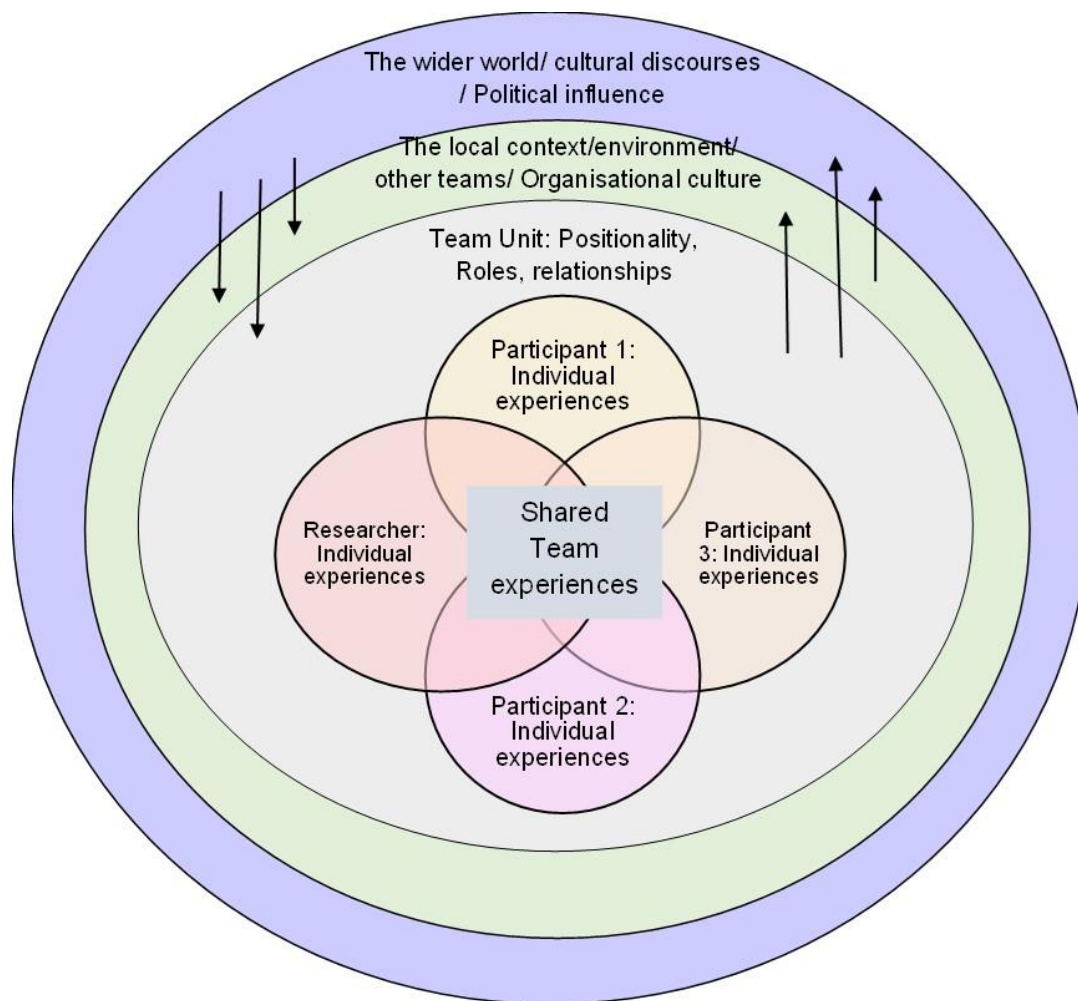 The wider world/ cultural discourses
/ Political influence
The local context/environment/
other teams/ Organisational culture
Team Unit: Positionality,
Roles, relationships
Participant 1:
Individual
experiences
Researcher:
Individual
experiences
Shared
Team
experiences
Participant
3: Individual
experiences
Participant 2:
Individual
experiences